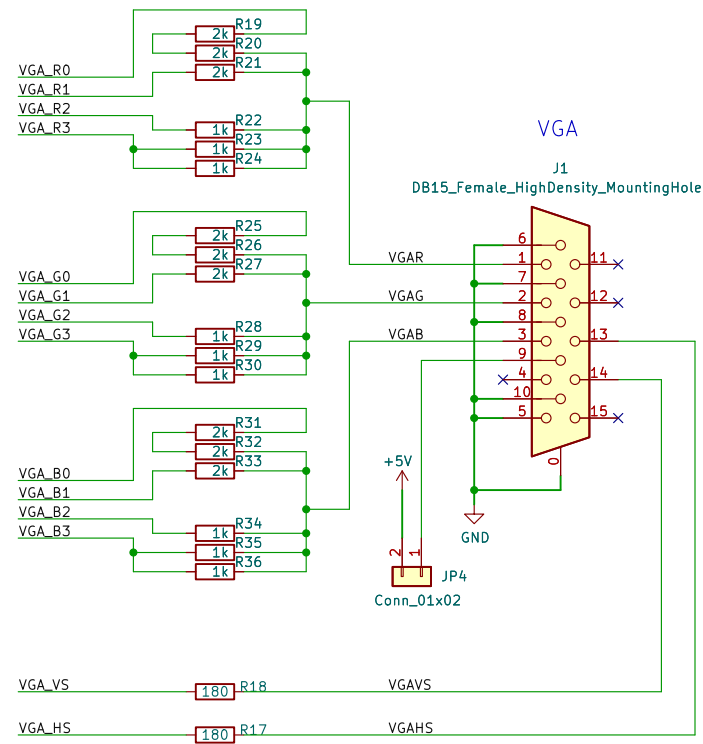 2k R19
2k R20
2k R21
VGA_R0
VGA_R1
VGA_R2
VGA_R3
1k R22
1k R23
1k R24
2k R25
2k R26
2k R27
VGA_G0
VGA_G1
VGA_G2
VGA_G3
1k R28
1k R29
1k R30
2k R31
2k R32
2k R33
VGA_B0
VGA_B1
VGA_B2
VGA_B3
1k R34
1k R35
1k R36
VGA
J1
DB15_Female_HighDensity_MountingHole
VGAR
VGAG
VGAB
6
1
7
2
8
3
9
4
10
5
11
12
13
14
15
0
+5V
GND
2
1
JP4
Conn_01x02
VGA_VS 180 R18 VGAVS
VGA_HS 180 R17 VGAHS